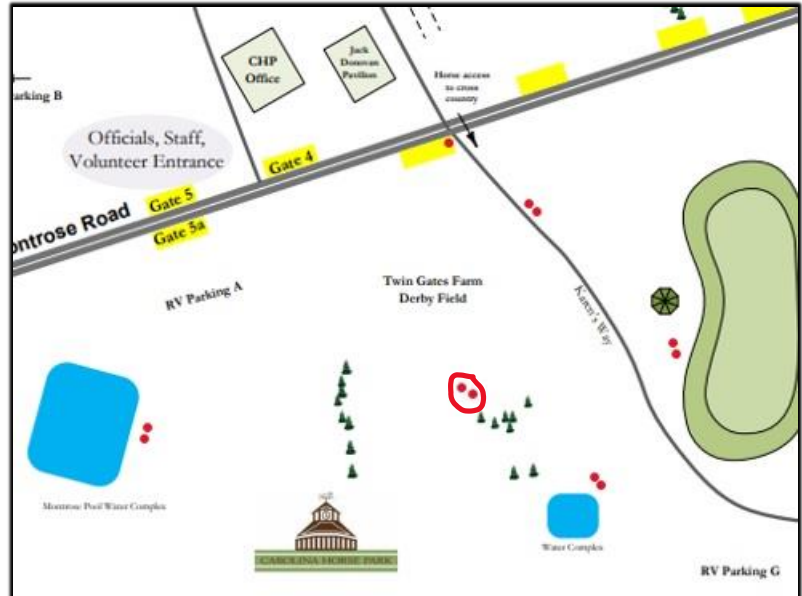 CHP
Office
Jack
Donovan
Pavilion
Horse access
to cross
country
arking B
Officials, Staff,
Volunteer Entrance
Gate 4
Gate 5
ontrose Road
Gate 5a
RV Parking A
Twin Gates Farm
Derby Field
Karen's Way
Montrose Pool Water Complex
CAROLINA HORSE PARK
Water Complex
RV Parking G